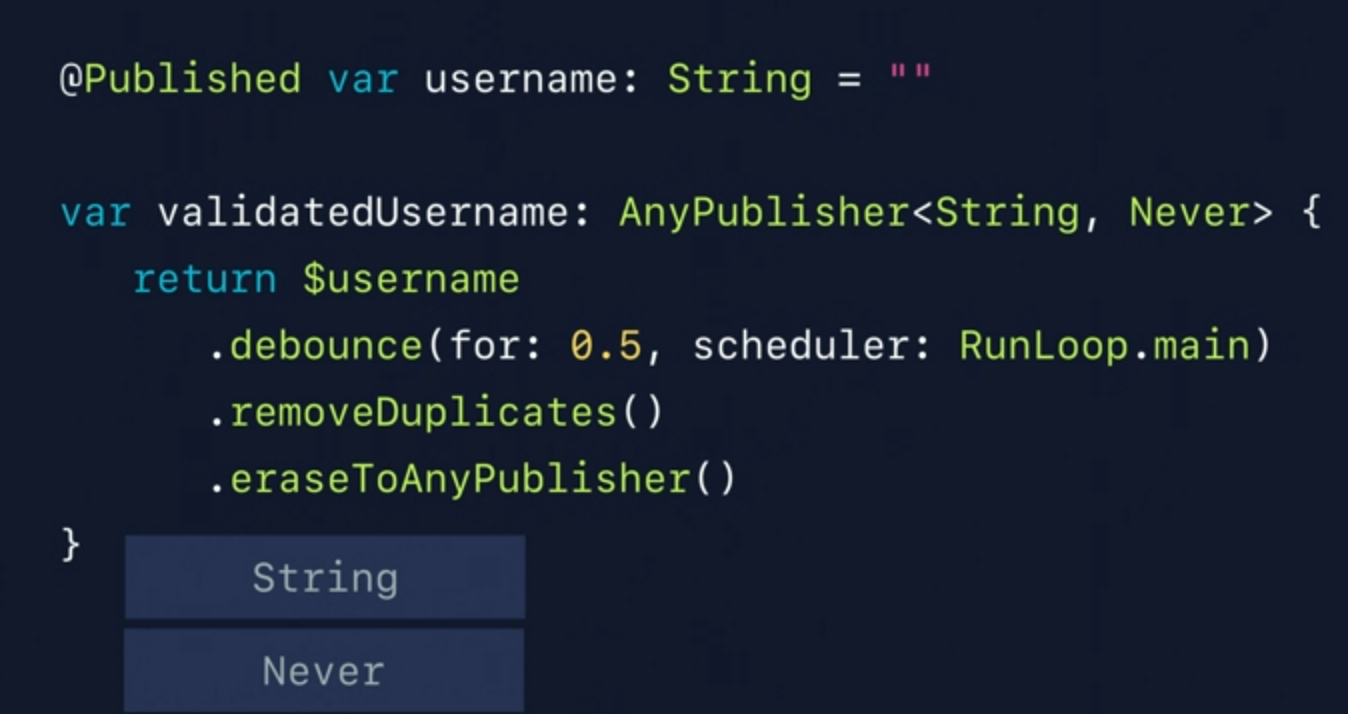 @Published var username: String = ""
var validatedUsername: AnyPublisher<String, Never> {
return $username
.debounce(for: 0.5, scheduler: RunLoop.main)
.removeDuplicates()
.eraseToAnyPublisher()
}
String
Never